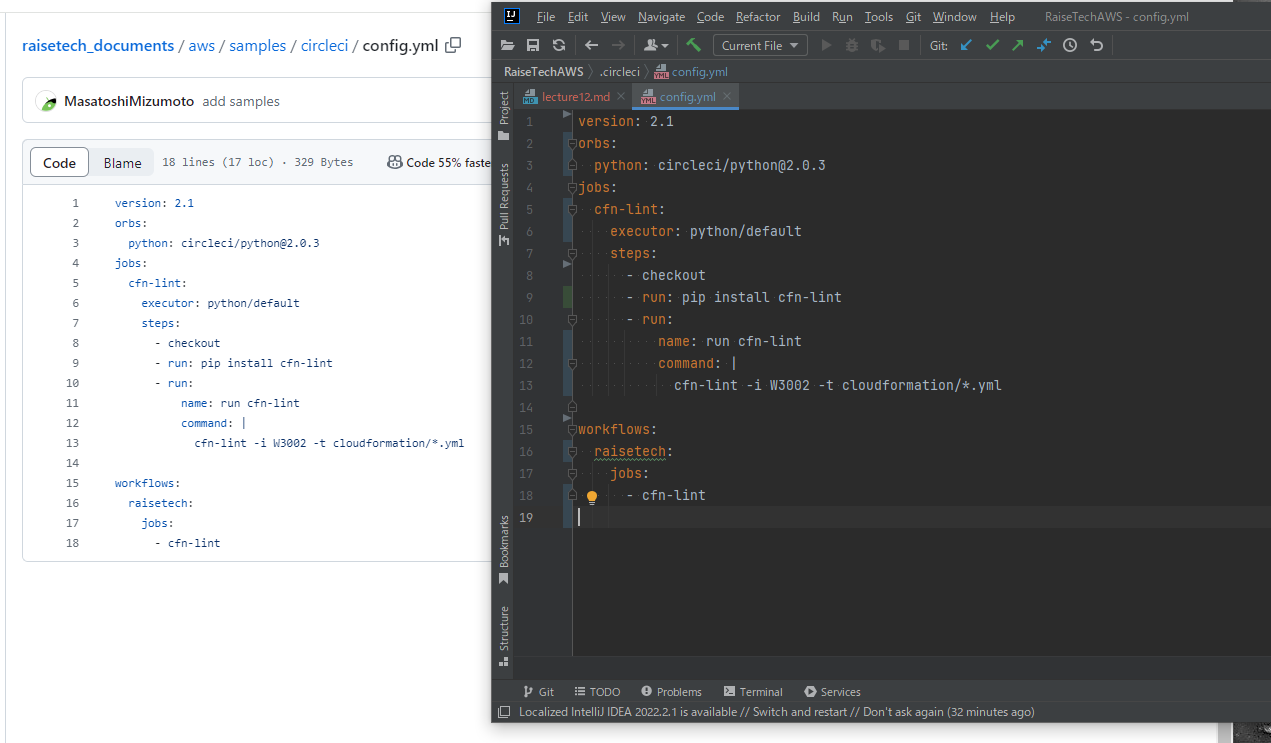 raisetech_documents / aws / samples / circleci / config.yml
MasatoshiMizumoto add samples
Code Blame 18 lines (17 loc) · 329 Bytes Code 55% faste
1 version: 2.1
2 orbs:
3 python: circleci/python@2.0.3
4 jobs:
5 cfn-lint:
6 executor: python/default
7 steps:
8 - checkout
9 - run: pip install cfn-lint
10 - run:
11 name: run cfn-lint
12 command: |
13 cfn-lint -i W3002 -t cloudformation/*.yml
14
15 workflows:
16 raisetech:
17 jobs:
18 - cfn-lint
IJ File Edit View Navigate Code Refactor Build Run Tools Git Window Help RaiseTechAWS - config.yml
Current File Git:
RaiseTechAWS .circleci YML config.yml
MD lecture12.md YML config.yml
Project
Pull Requests
Bookmarks
Structure
1 version: 2.1
2 orbs:
3 python: circleci/python@2.0.3
4 jobs:
5 cfn-lint:
6 executor: python/default
7 steps:
8 - checkout
9 - run: pip install cfn-lint
10 - run:
11 name: run cfn-lint
12 command: |
13 cfn-lint -i W3002 -t cloudformation/*.yml
14
15 workflows:
16 raisetech:
17 jobs:
18 - cfn-lint
19
Git TODO Problems Terminal Services
Localized IntelliJ IDEA 2022.2.1 is available // Switch and restart // Don't ask again (32 minutes ago)